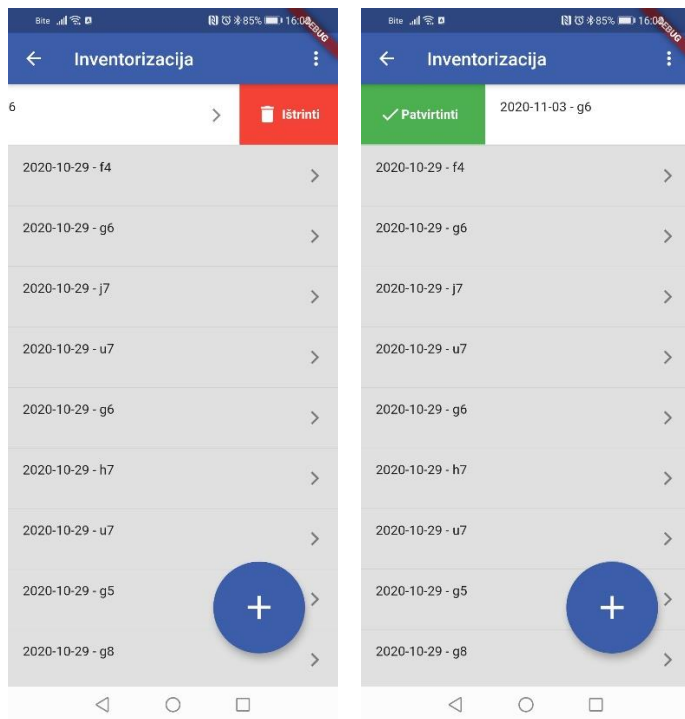 Bite 85% 16:08
DEBUG
Inventorizacija
6
Ištrinti
2020-10-29 - f4
2020-10-29 - g6
2020-10-29 - j7
2020-10-29 - u7
2020-10-29 - g6
2020-10-29 - h7
2020-10-29 - u7
2020-10-29 - g5
2020-10-29 - g8
Bite 85%
DEBUG
Inventorizacija
Patvirtinti
2020-11-03 - g6
2020-10-29 - f4
2020-10-29 - g6
2020-10-29 - j7
2020-10-29 - u7
2020-10-29 - g6
2020-10-29 - h7
2020-10-29 - u7
2020-10-29 - g5
2020-10-29 - g8